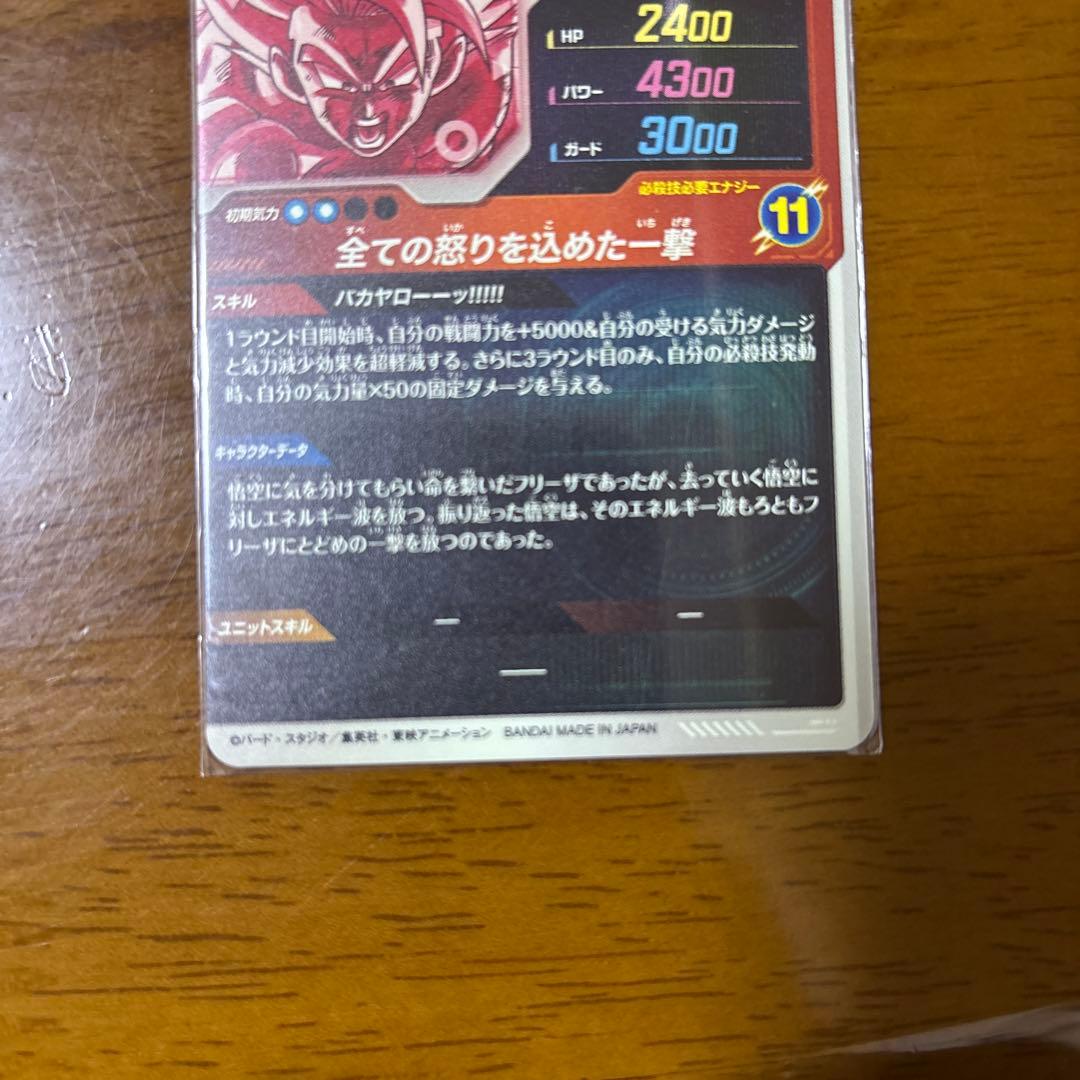 HP 2400
パワー 4300
ガード 3000
必殺技必要エナジー
11
初期気力
全ての怒りを込めた一撃
スキル バカヤローーッ!!!!!
1ラウンド目開始時、自分の戦闘力を+5000&自分の受ける気力ダメージ
と気力減少効果を超軽減する。さらに3ラウンド目のみ、自分の必殺技発動
時、自分の気力量×50の固定ダメージを与える。
キャラクターデータ
悟空に気を分けてもらい命を繋いだフリーザであったが、去っていく悟空に
対しエネルギー波を放つ。振り返った悟空は、そのエネルギー波もろともフ
リーザにとどめの一撃を放つのであった。
ユニットスキル ー ー
ー
©バード・スタジオ/集英社・東映アニメーション BANDAI MADE IN JAPAN